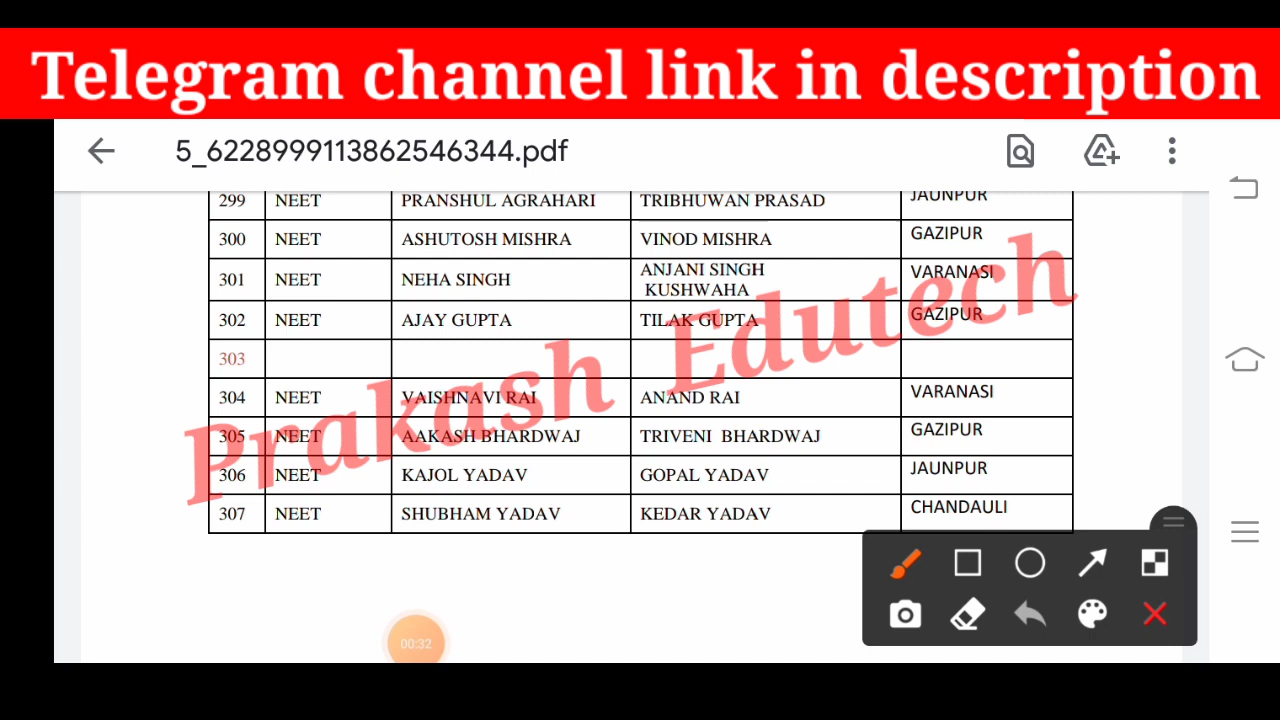 Telegram channel link in description
5_6228999113862546344.pdf
299 NEET PRANSHUL AGRAHARI TRIBHUWAN PRASAD JAUNPUR
300 NEET ASHUTOSH MISHRA VINOD MISHRA GAZIPUR
301 NEET NEHA SINGH ANJANI SINGH KUSHWAHA VARANASI
302 NEET AJAY GUPTA TILAK GUPTA GAZIPUR
303
304 NEET VAISHNAVI RAI ANAND RAI VARANASI
305 NEET AAKASH BHARDWAJ TRIVENI BHARDWAJ GAZIPUR
306 NEET KAJOL YADAV GOPAL YADAV JAUNPUR
307 NEET SHUBHAM YADAV KEDAR YADAV CHANDAULI
Prakash Edutech
00:32